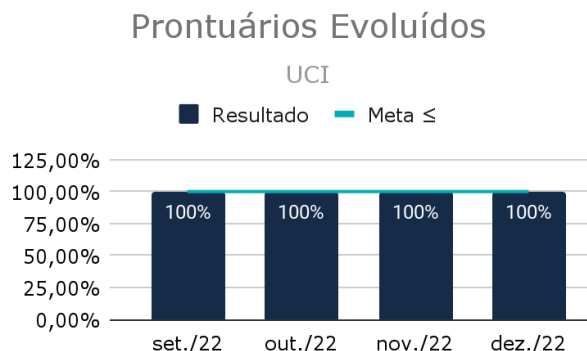 Prontuários Evoluídos
UCI
Resultado Meta ≤
125,00%
100,00%
75,00%
50,00%
25,00%
0,00%
100% 100% 100% 100%
set./22 out./22 nov./22 dez./22